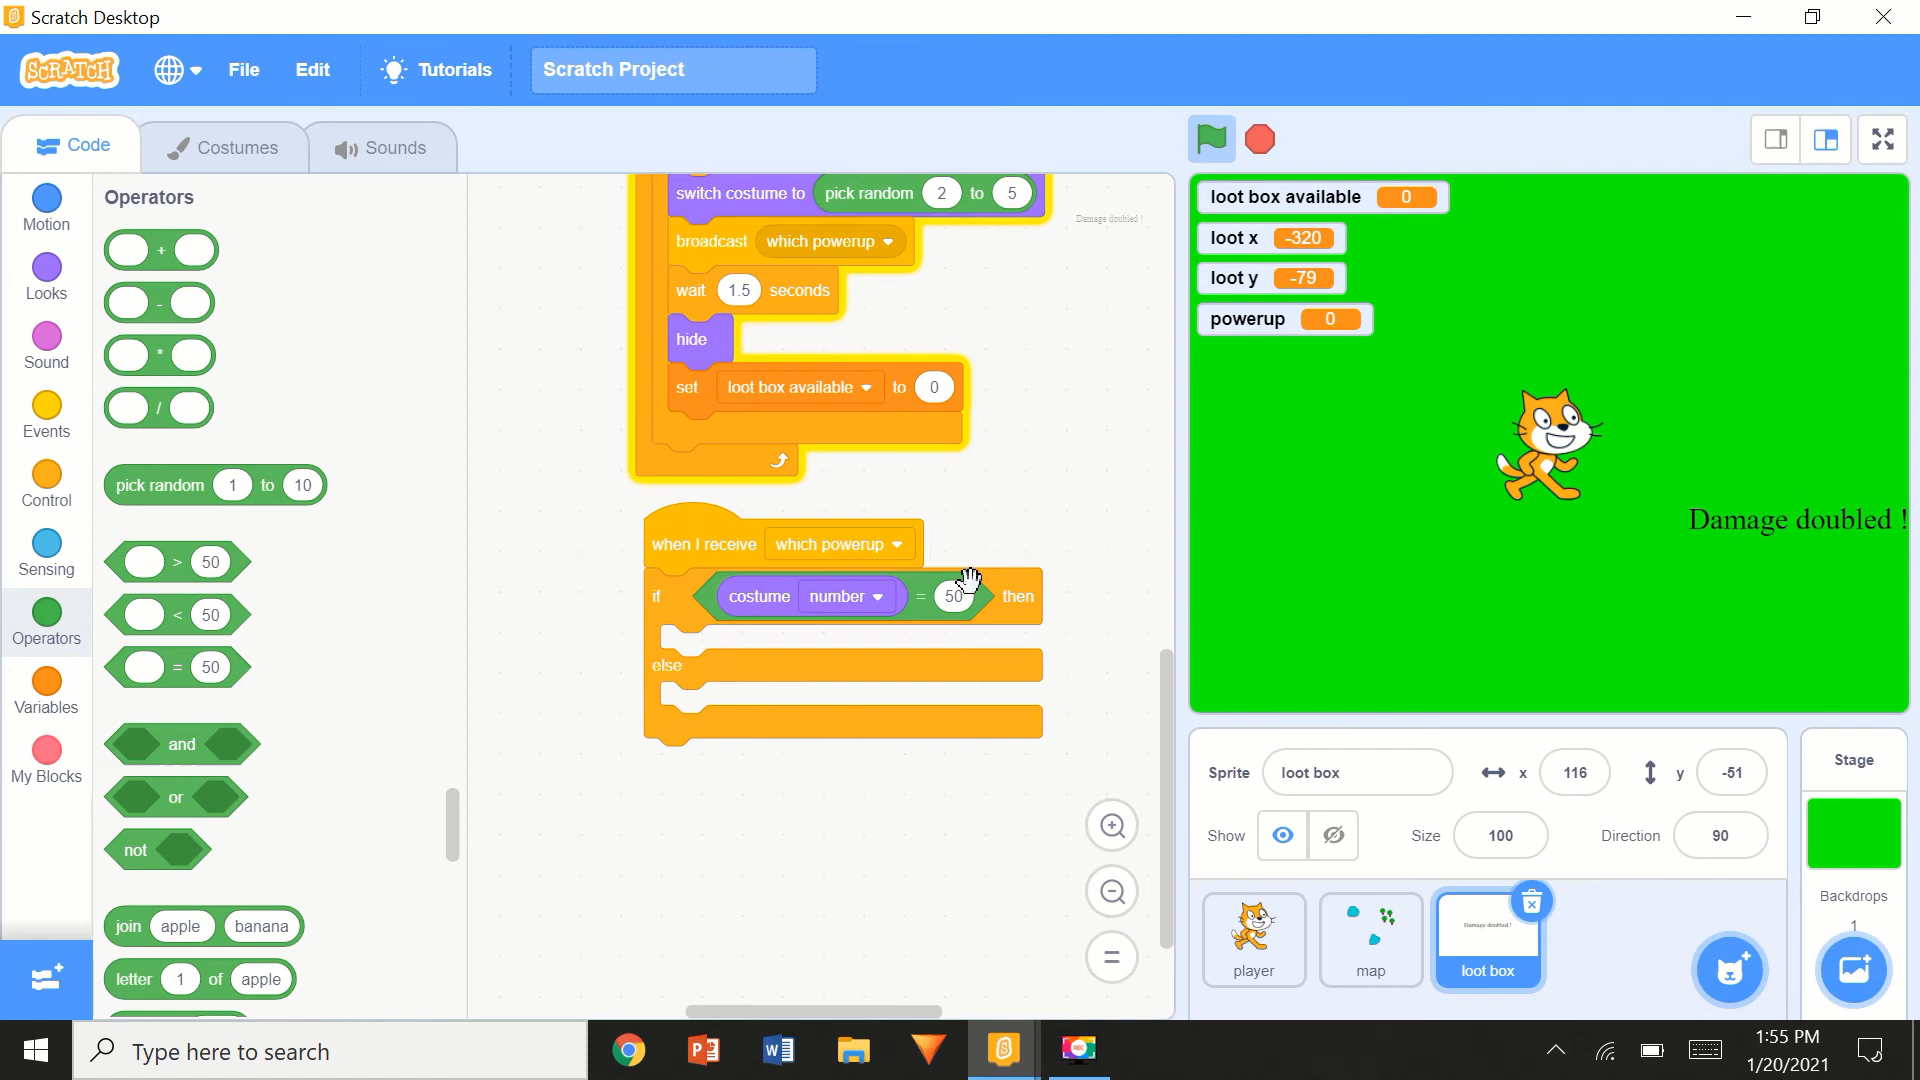 Scratch Desktop
SCRATCH
File
Edit
Tutorials
Scratch Project
Code
Costumes
Sounds
Motion
Looks
Sound
Events
Control
Sensing
Operators
Variables
My Blocks
Operators
+
-
*
/
pick random 1 to 10
> 50
< 50
= 50
and
or
not
join apple banana
letter 1 of apple
switch costume to pick random 2 to 5
broadcast which powerup
wait 1.5 seconds
hide
set loot box available to 0
Damage doubled !
when I receive which powerup
if costume number = 50 then
else
loot box available 0
loot x -320
loot y -79
powerup 0
Damage doubled !
Sprite loot box x 116 y -51
Show Size 100 Direction 90
player
map
Damage doubled !
loot box
Stage
Backdrops
1
Type here to search
1:55 PM
1/20/2021